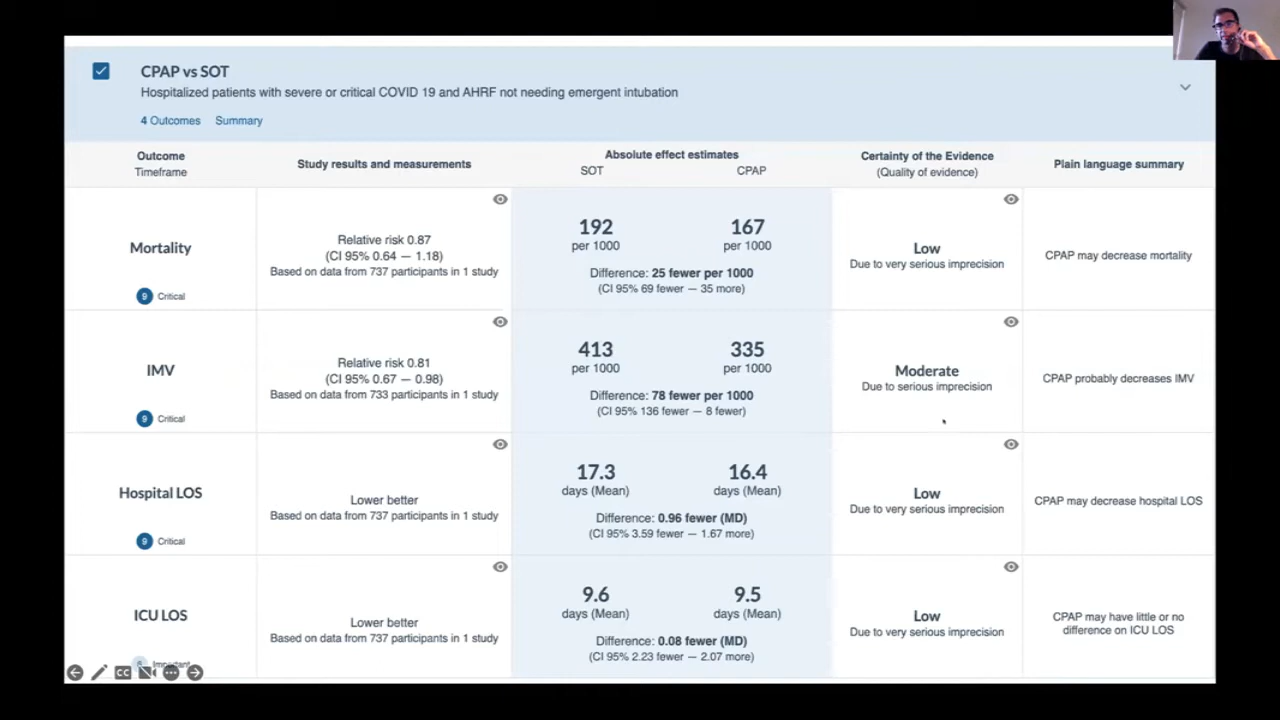 CPAP vs SOT
Hospitalized patients with severe or critical COVID 19 and AHRF not needing emergent intubation
4 Outcomes Summary
Outcome
Timeframe
Study results and measurements
Absolute effect estimates
SOT CPAP
Certainty of the Evidence
(Quality of evidence)
Plain language summary
Mortality
9 Critical
Relative risk 0.87
(CI 95% 0.64 — 1.18)
Based on data from 737 participants in 1 study
192 167
per 1000 per 1000
Difference: 25 fewer per 1000
(CI 95% 69 fewer — 35 more)
Low
Due to very serious imprecision
CPAP may decrease mortality
IMV
9 Critical
Relative risk 0.81
(CI 95% 0.67 — 0.98)
Based on data from 733 participants in 1 study
413 335
per 1000 per 1000
Difference: 78 fewer per 1000
(CI 95% 136 fewer — 8 fewer)
Moderate
Due to serious imprecision
CPAP probably decreases IMV
Hospital LOS
9 Critical
Lower better
Based on data from 737 participants in 1 study
17.3 16.4
days (Mean) days (Mean)
Difference: 0.96 fewer (MD)
(CI 95% 3.59 fewer — 1.67 more)
Low
Due to very serious imprecision
CPAP may decrease hospital LOS
ICU LOS
Important
Lower better
Based on data from 737 participants in 1 study
9.6 9.5
days (Mean) days (Mean)
Difference: 0.08 fewer (MD)
(CI 95% 2.23 fewer — 2.07 more)
Low
Due to very serious imprecision
CPAP may have little or no
difference on ICU LOS
CC